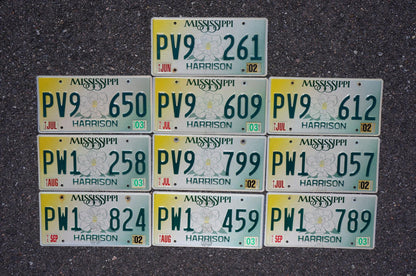 MISSISSIPPI
PV9 261
JUN HARRISON 02
MISSISSIPPI
PV9 650
JUL HARRISON 03
MISSISSIPPI
PV9 609
JUL HARRISON 03
MISSISSIPPI
PV9 612
JUL HARRISON 02
MISSISSIPPI
PW1 258
AUG HARRISON 03
MISSISSIPPI
PV9 799
JUL HARRISON 02
MISSISSIPPI
PW1 057
JUL HARRISON 02
MISSISSIPPI
PW1 824
SEP HARRISON 02
MISSISSIPPI
PW1 459
AUG HARRISON 03
MISSISSIPPI
PW1 789
SEP HARRISON 03